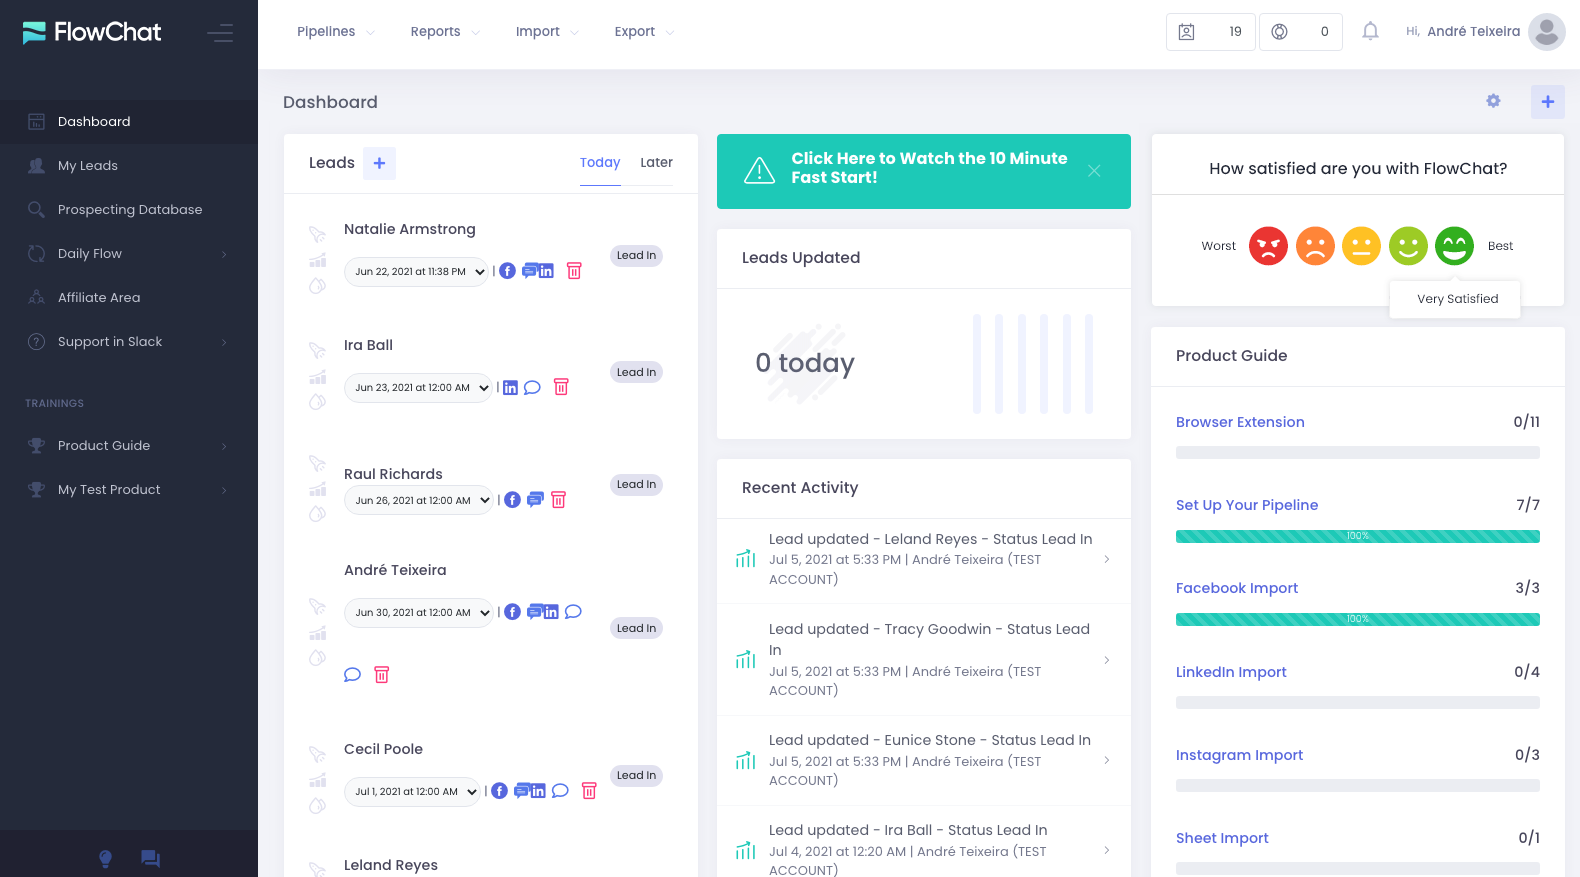 FlowChat
Pipelines
Reports
Import
Export
19
0
Hi, André Teixeira
Dashboard
My Leads
Prospecting Database
Daily Flow
Affiliate Area
Support in Slack
TRAININGS
Product Guide
My Test Product
Dashboard
Leads
Today
Later
Natalie Armstrong
Jun 22, 2021 at 11:38 PM
|
Lead In
Ira Ball
Jun 23, 2021 at 12:00 AM
|
Lead In
Raul Richards
Jun 26, 2021 at 12:00 AM
|
Lead In
André Teixeira
Jun 30, 2021 at 12:00 AM
|
Lead In
Cecil Poole
Jul 1, 2021 at 12:00 AM
|
Lead In
Leland Reyes
Click Here to Watch the 10 Minute
Fast Start!
Leads Updated
0 today
Recent Activity
Lead updated - Leland Reyes - Status Lead In
Jul 5, 2021 at 5:33 PM | André Teixeira (TEST
ACCOUNT)
Lead updated - Tracy Goodwin - Status Lead
In
Jul 5, 2021 at 5:33 PM | André Teixeira (TEST
ACCOUNT)
Lead updated - Eunice Stone - Status Lead In
Jul 5, 2021 at 5:33 PM | André Teixeira (TEST
ACCOUNT)
Lead updated - Ira Ball - Status Lead In
Jul 4, 2021 at 12:20 AM | André Teixeira (TEST
ACCOUNT)
How satisfied are you with FlowChat?
Worst
Best
Very Satisfied
Product Guide
Browser Extension 0/11
Set Up Your Pipeline 7/7
100%
Facebook Import 3/3
100%
LinkedIn Import 0/4
Instagram Import 0/3
Sheet Import 0/1